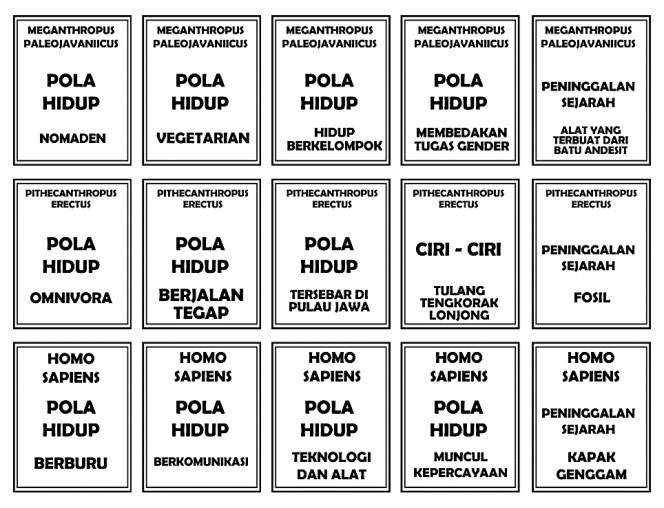 MEGANTHROPUS
PALEOJAVANIICUS
POLA
HIDUP
NOMADEN
MEGANTHROPUS
PALEOJAVANIICUS
POLA
HIDUP
VEGETARIAN
MEGANTHROPUS
PALEOJAVANIICUS
POLA
HIDUP
HIDUP
BERKELOMPOK
MEGANTHROPUS
PALEOJAVANIICUS
POLA
HIDUP
MEMBEDAKAN
TUGAS GENDER
MEGANTHROPUS
PALEOJAVANIICUS
PENINGGALAN
SEJARAH
ALAT YANG
TERBUAT DARI
BATU ANDESIT
PITHECANTHROPUS
ERECTUS
POLA
HIDUP
OMNIVORA
PITHECANTHROPUS
ERECTUS
POLA
HIDUP
BERJALAN
TEGAP
PITHECANTHROPUS
ERECTUS
POLA
HIDUP
TERSEBAR DI
PULAU JAWA
PITHECANTHROPUS
ERECTUS
CIRI - CIRI
TULANG
TENGKORAK
LONJONG
PITHECANTHROPUS
ERECTUS
PENINGGALAN
SEJARAH
FOSIL
HOMO
SAPIENS
POLA
HIDUP
BERBURU
HOMO
SAPIENS
POLA
HIDUP
BERKOMUNIKASI
HOMO
SAPIENS
POLA
HIDUP
TEKNOLOGI
DAN ALAT
HOMO
SAPIENS
POLA
HIDUP
MUNCUL
KEPERCAYAAN
HOMO
SAPIENS
PENINGGALAN
SEJARAH
KAPAK
GENGGAM